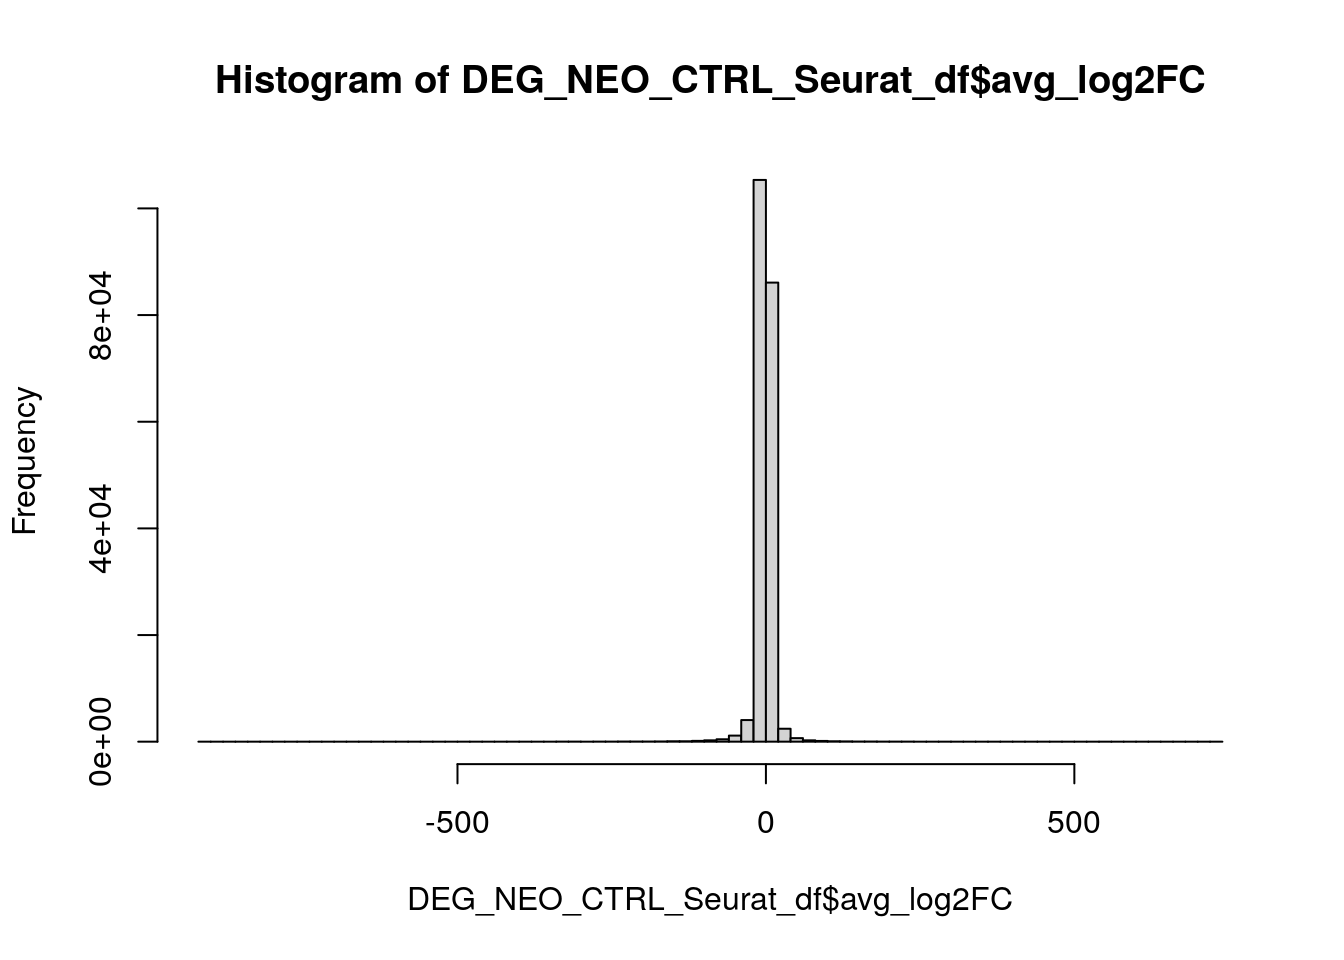 Histogram of DEG_NEO_CTRL_Seurat_df$avg_log2FC
Frequency
8e+04
4e+04
0e+00
-500 0 500
DEG_NEO_CTRL_Seurat_df$avg_log2FC